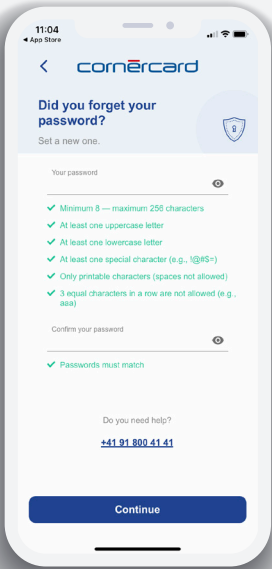 11:04
◀ App Store
cornèrcard
Did you forget your
password?
Set a new one.
Your password
Minimum 8 — maximum 256 characters
At least one uppercase letter
At least one lowercase letter
At least one special character (e.g., !@#$=)
Only printable characters (spaces not allowed)
3 equal characters in a row are not allowed (e.g.,
aaa)
Confirm your password
Passwords must match
Do you need help?
+41 91 800 41 41
Continue